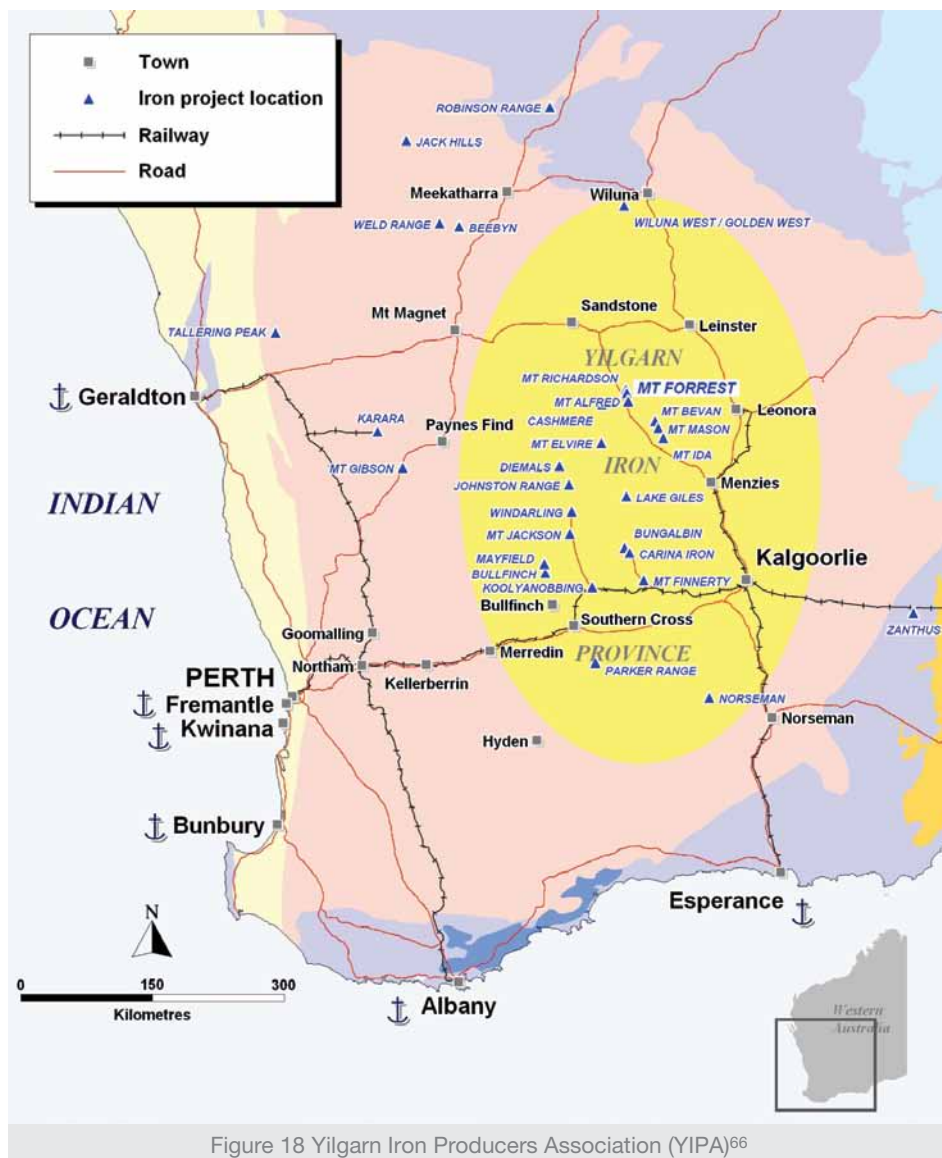 Town
Iron project location
Railway
Road
ROBINSON RANGE
JACK HILLS
Meekatharra
Wiluna
WELD RANGE
BEEBYN
WILUNA WEST / GOLDEN WEST
Sandstone
Mt Magnet
Leinster
TALLERING PEAK
YILGARN
MT RICHARDSON
MT FORREST
Geraldton
MT ALFRED
Leonora
CASHMERE
MT BEVAN
KARARA
Paynes Find
MT MASON
MT ELVIRE
MT IDA
MT GIBSON
DIEMALS
IRON
JOHNSTON RANGE
Menzies
INDIAN
LAKE GILES
WINDARLING
MT JACKSON
BUNGALBIN
CARINA IRON
Kalgoorlie
MAYFIELD
BULLFINCH
MT FINNERTY
KOOLYANOBBING
Bullfinch
OCEAN
Southern Cross
ZANTHUS
Goomalling
Merredin
PROVINCE
Northam
Kellerberrin
PARKER RANGE
PERTH
Fremantle
NORSEMAN
Kwinana
Norseman
Hyden
Bunbury
Esperance
N
0 150 300
Kilometres
Albany
Western
Australia
Figure 18 Yilgarn Iron Producers Association (YIPA)66